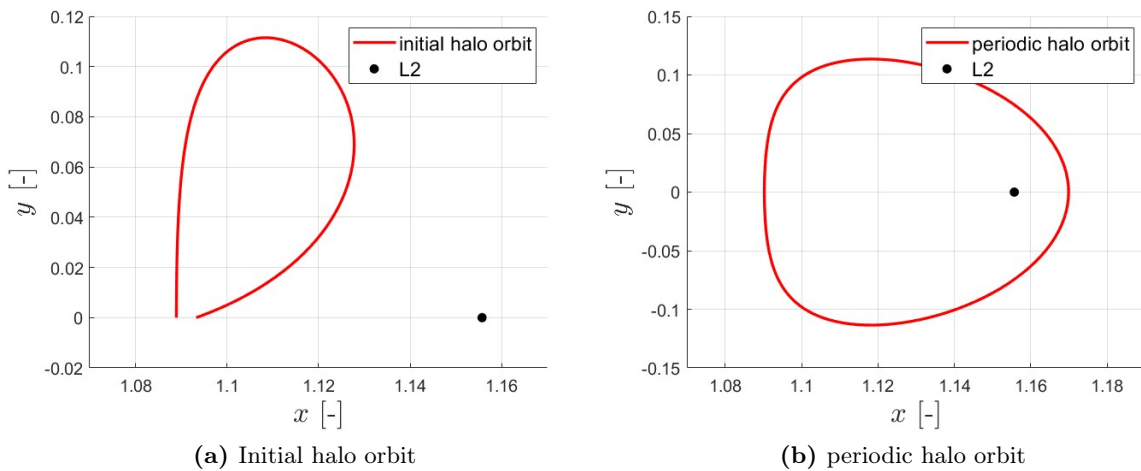 0.12
0.1
0.08
0.06
0.04
0.02
0
-0.02
y [-]
1.08
1.1
1.12
1.14
1.16
x [-]
initial halo orbit
L2
(a) Initial halo orbit
0.15
0.1
0.05
0
-0.05
-0.1
-0.15
y [-]
1.08
1.1
1.12
1.14
1.16
1.18
x [-]
periodic halo orbit
L2
(b) periodic halo orbit